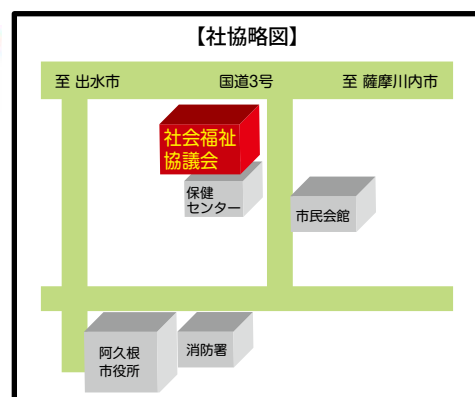 【社協略図】
至 出水市
国道3号
至 薩摩川内市
社会福祉
協議会
保健
センター
市民会館
阿久根
市役所
消防署